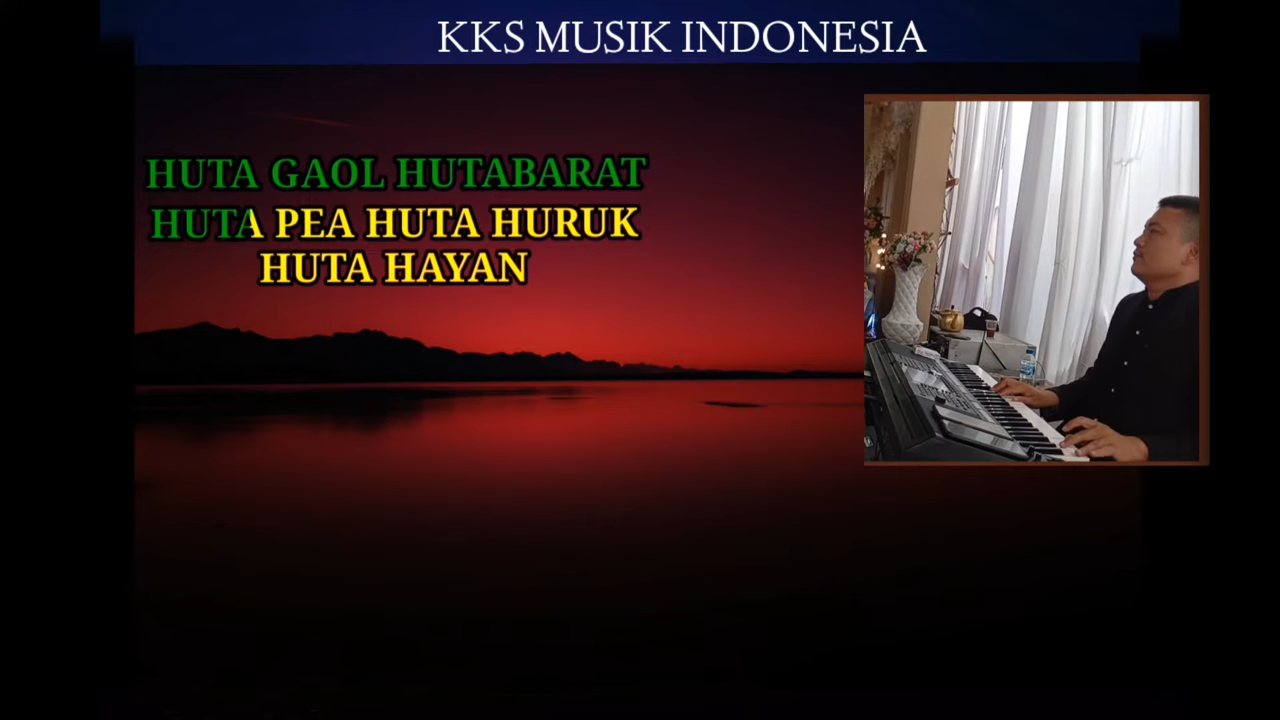 KKS MUSIK INDONESIA
HUTA GAOL HUTABARAT
HUTA PEA HUTA HURUK
HUTA HAYAN